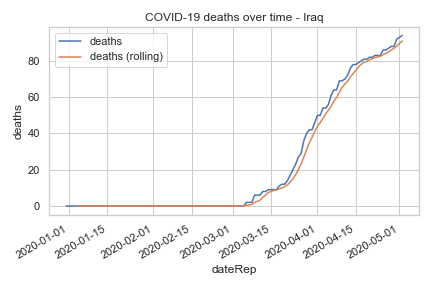 COVID-19 deaths over time - Iraq
deaths
deaths (rolling)
deaths
80
60
40
20
0
2020-01-01
2020-01-15
2020-02-01
2020-02-15
2020-03-01
2020-03-15
2020-04-01
2020-04-15
2020-05-01
dateRep